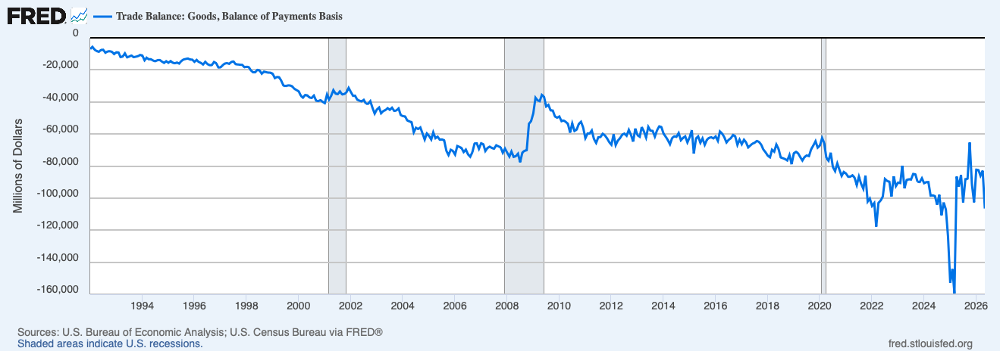 FRED Trade Balance: Goods, Balance of Payments Basis
Millions of Dollars
0
-20,000
-40,000
-60,000
-80,000
-100,000
-120,000
-140,000
-160,000
1994 1996 1998 2000 2002 2004 2006 2008 2010 2012 2014 2016 2018 2020 2022 2024 2026
Sources: U.S. Bureau of Economic Analysis; U.S. Census Bureau via FRED®
Shaded areas indicate U.S. recessions.
fred.stlouisfed.org